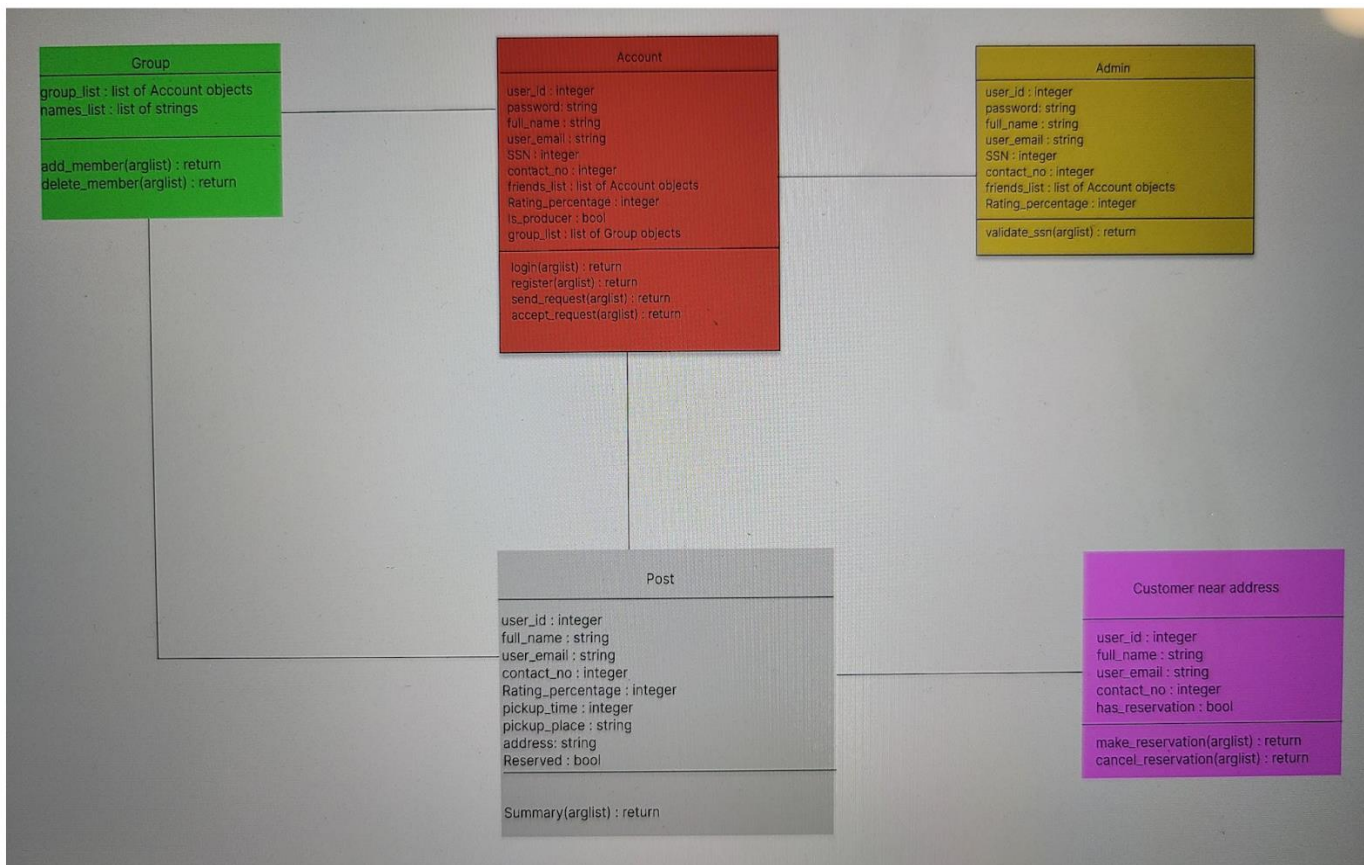 Group
group_list : list of Account objects
names_list : list of strings
add_member(arglist) : return
delete_member(arglist) : return
Account
user_id : integer
password: string
full_name : string
user_email : string
SSN : integer
contact_no : integer
friends_list : list of Account objects
Rating_percentage : integer
Is_producer : bool
group_list : list of Group objects
login(arglist) : return
register(arglist) : return
send_request(arglist) : return
accept_request(arglist) : return
Admin
user_id : integer
password: string
full_name : string
user_email : string
SSN : integer
contact_no : integer
friends_list : list of Account objects
Rating_percentage : integer
validate_ssn(arglist) : return
Post
user_id : integer
full_name : string
user_email : string
contact_no : integer
Rating_percentage : integer
pickup_time : integer
pickup_place : string
address: string
Reserved : bool
Summary(arglist) : return
Customer near address
user_id : integer
full_name : string
user_email : string
contact_no : integer
has_reservation : bool
make_reservation(arglist) : return
cancel_reservation(arglist) : return